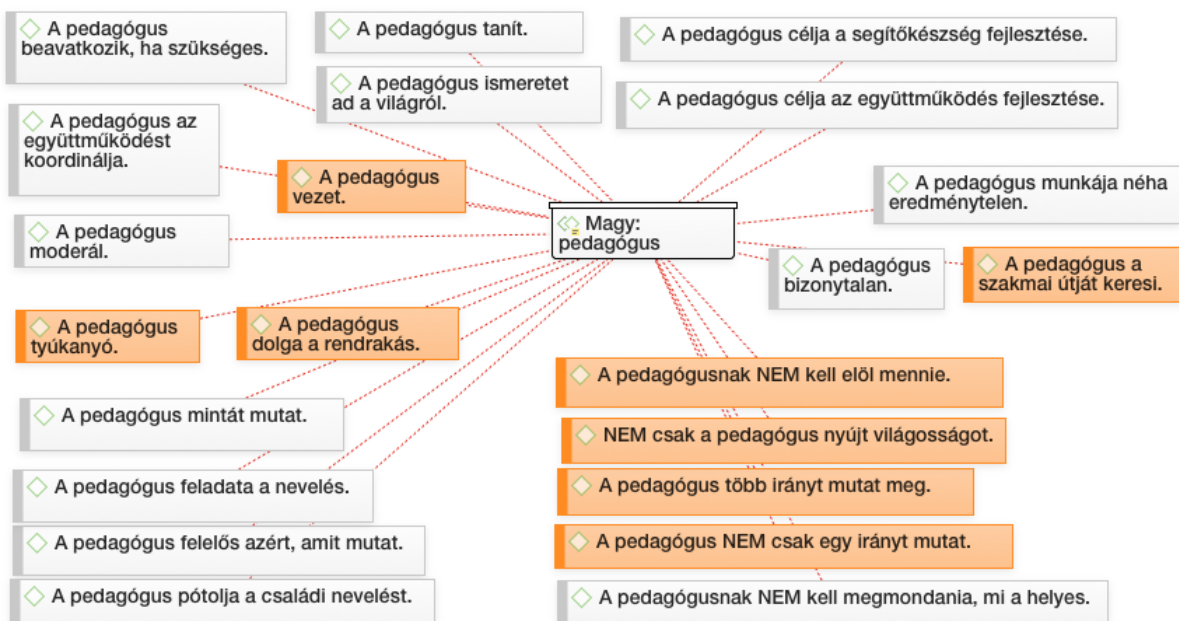 A pedagógus
beavatkozik, ha szükséges.
A pedagógus tanít.
A pedagógus célja a segítőkészség fejlesztése.
A pedagógus ismeretet
ad a világról.
A pedagógus célja az együttműködés fejlesztése.
A pedagógus az
együttműködést
koordinálja.
A pedagógus
vezet.
A pedagógus munkája néha
eredménytelen.
Magy:
pedagógus
A pedagógus
moderál.
A pedagógus
bizonytalan.
A pedagógus a
szakmai útját keresi.
A pedagógus
tyúkanyó.
A pedagógus
dolga a rendrakás.
A pedagógusnak NEM kell elöl mennie.
A pedagógus mintát mutat.
NEM csak a pedagógus nyújt világosságot.
A pedagógus feladata a nevelés.
A pedagógus több irányt mutat meg.
A pedagógus felelős azért, amit mutat.
A pedagógus NEM csak egy irányt mutat.
A pedagógus pótolja a családi nevelést.
A pedagógusnak NEM kell megmondania, mi a helyes.